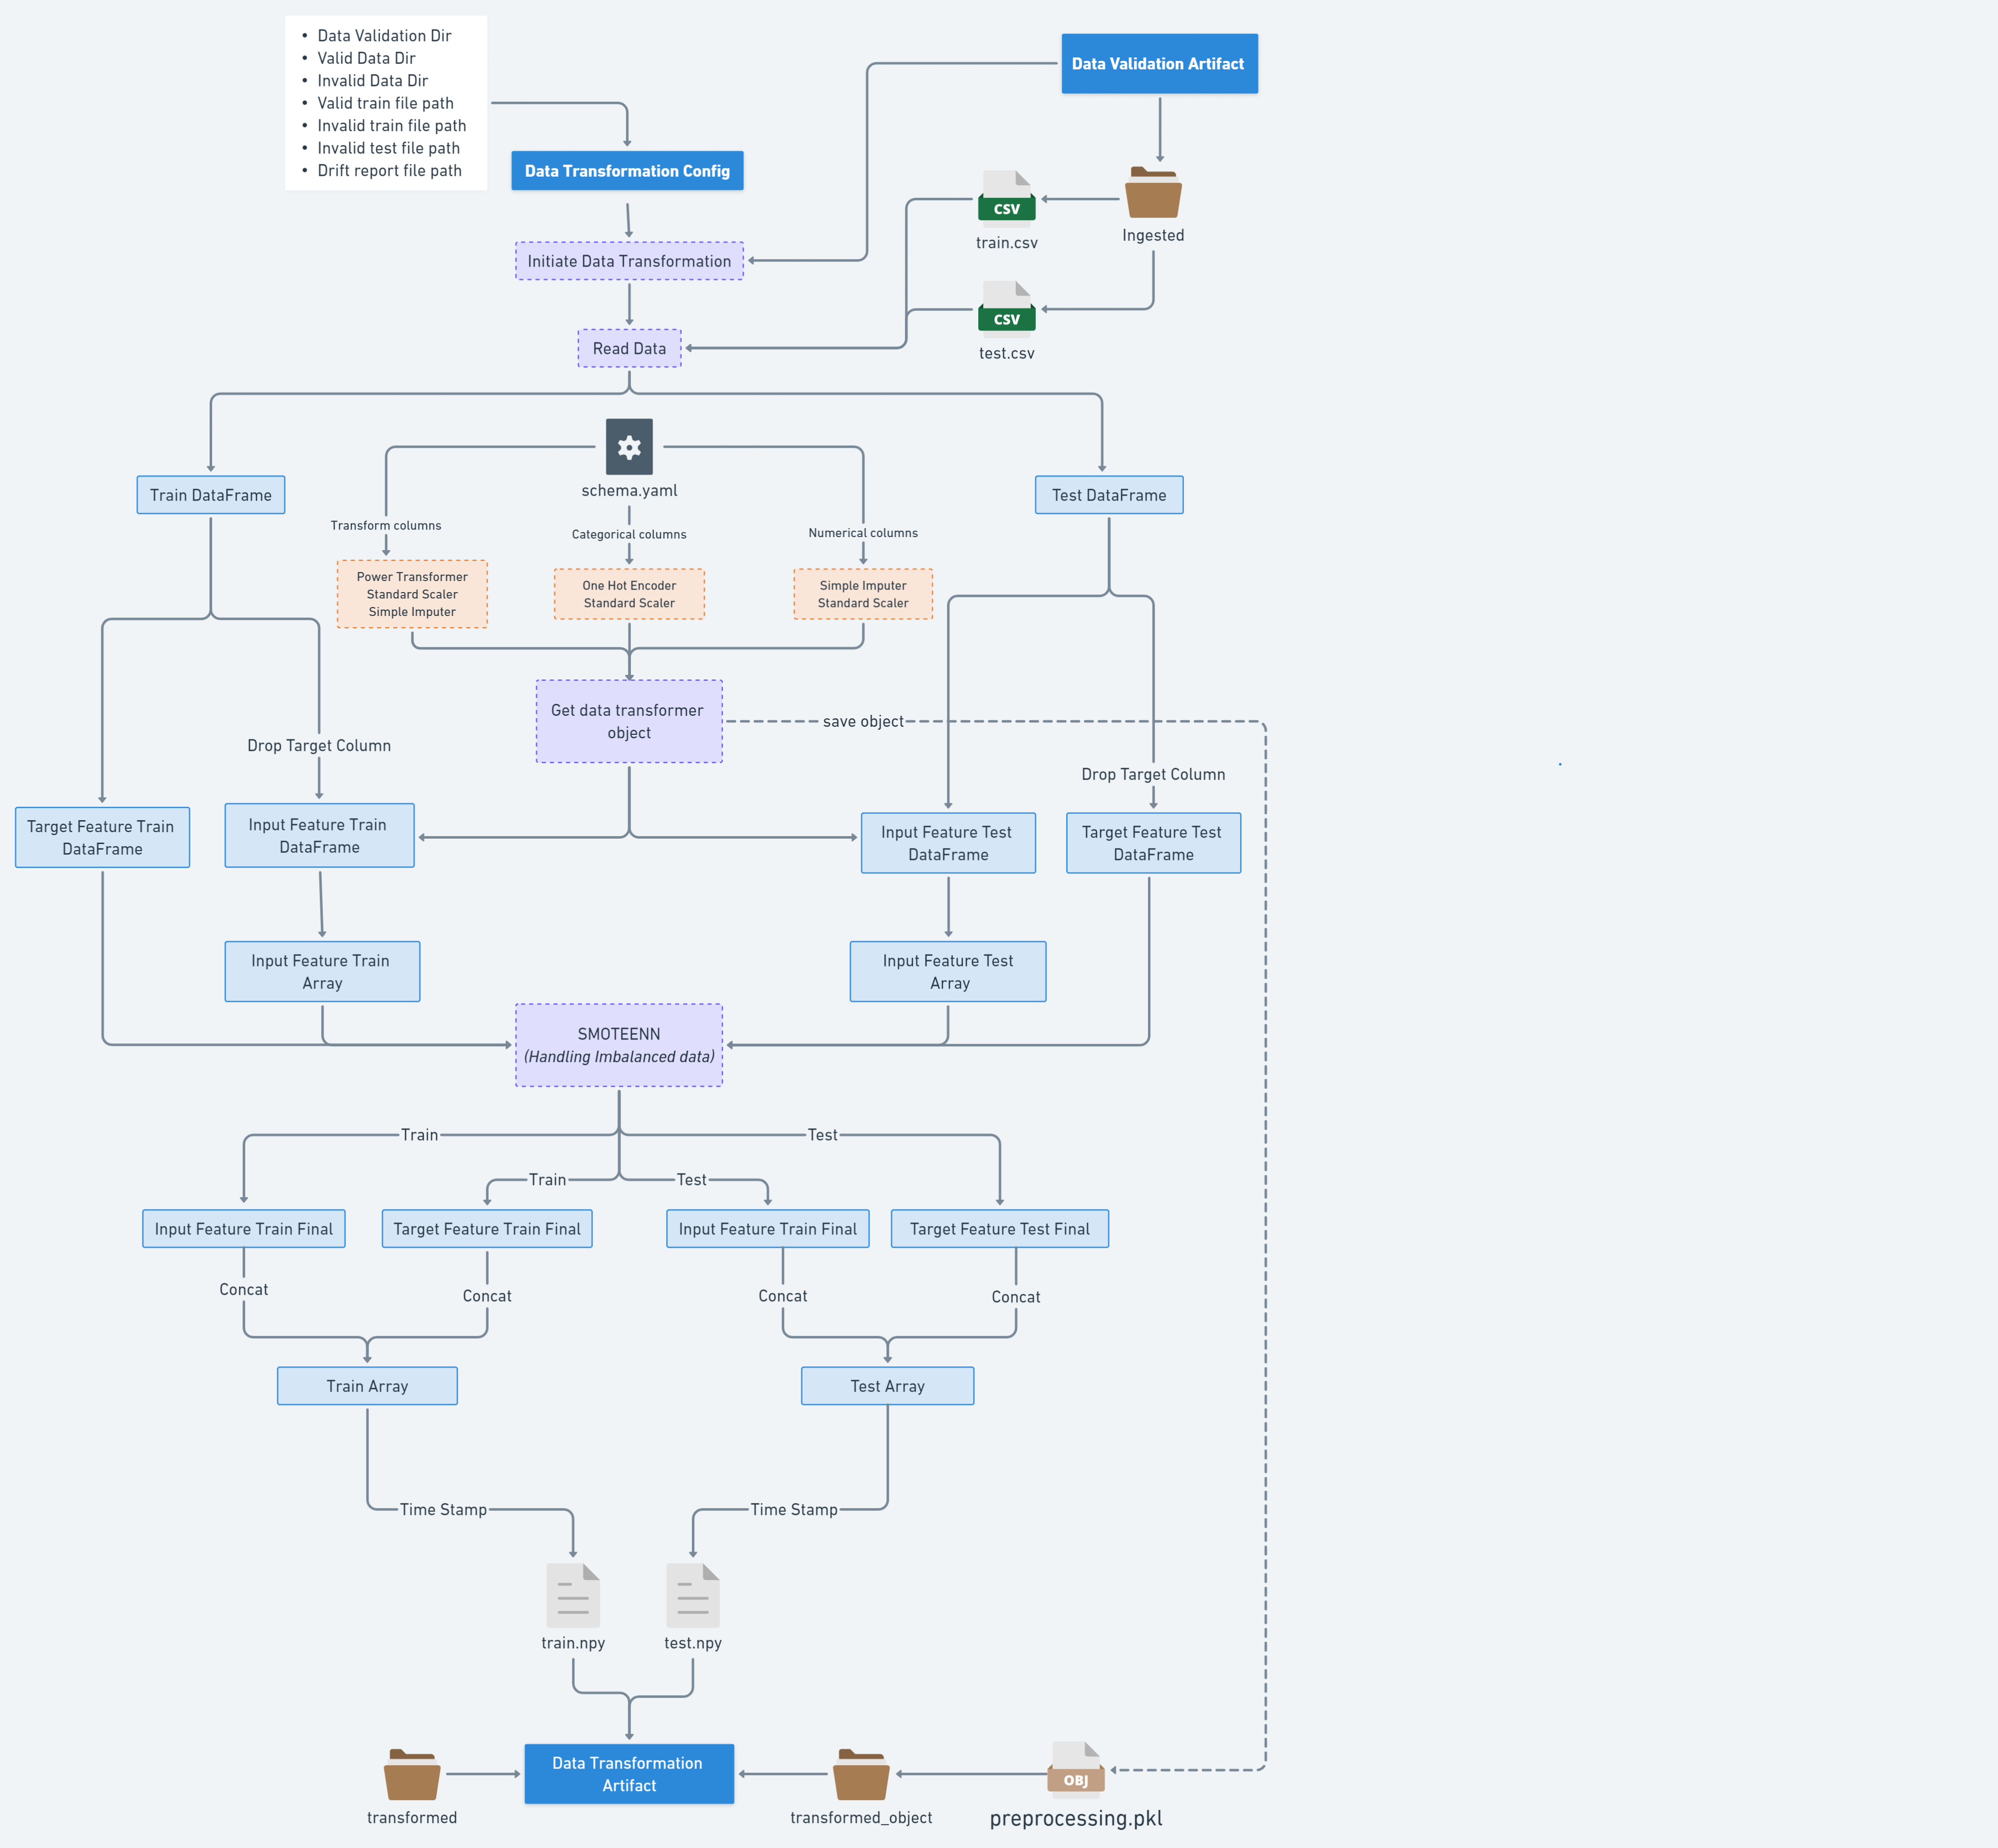 • Data Validation Dir
• Valid Data Dir
• Invalid Data Dir
• Valid train file path
• Invalid train file path
• Invalid test file path
• Drift report file path
Data Validation Artifact
Data Transformation Config
CSV
train.csv
Ingested
Initiate Data Transformation
CSV
test.csv
Read Data
schema.yaml
Train DataFrame
Test DataFrame
Transform columns
Categorical columns
Numerical columns
Power Transformer
Standard Scaler
Simple Imputer
One Hot Encoder
Standard Scaler
Simple Imputer
Standard Scaler
Get data transformer
object
save object
Drop Target Column
Drop Target Column
Target Feature Train
DataFrame
Input Feature Train
DataFrame
Input Feature Test
DataFrame
Target Feature Test
DataFrame
Input Feature Train
Array
Input Feature Test
Array
SMOTEENN
(Handling Imbalanced data)
Train
Test
Train
Test
Input Feature Train Final
Target Feature Train Final
Input Feature Train Final
Target Feature Test Final
Concat
Concat
Concat
Concat
Train Array
Test Array
Time Stamp
Time Stamp
train.npy
test.npy
Data Transformation
Artifact
OBJ
transformed
transformed_object
preprocessing.pkl